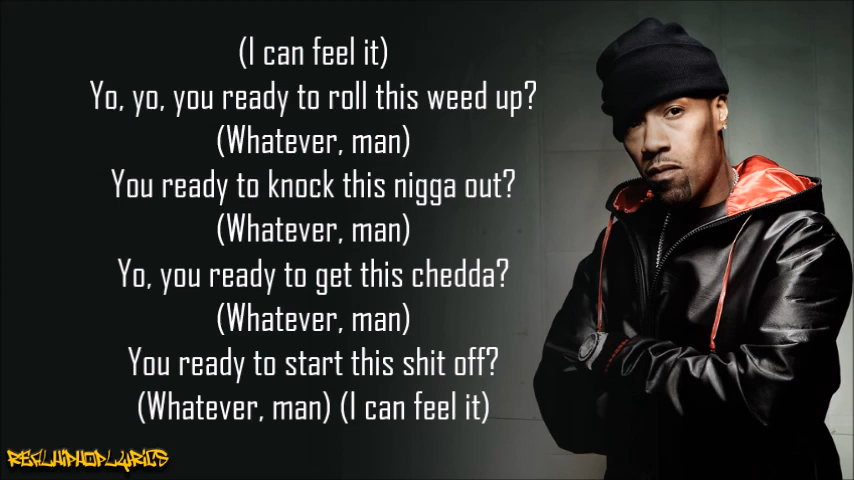 (I can feel it)
Yo, yo, you ready to roll this weed up?
(Whatever, man)
You ready to knock this nigga out?
(Whatever, man)
Yo, you ready to get this chedda?
(Whatever, man)
You ready to start this shit off?
(Whatever, man) (I can feel it)
REALHIPHOPLYRICS